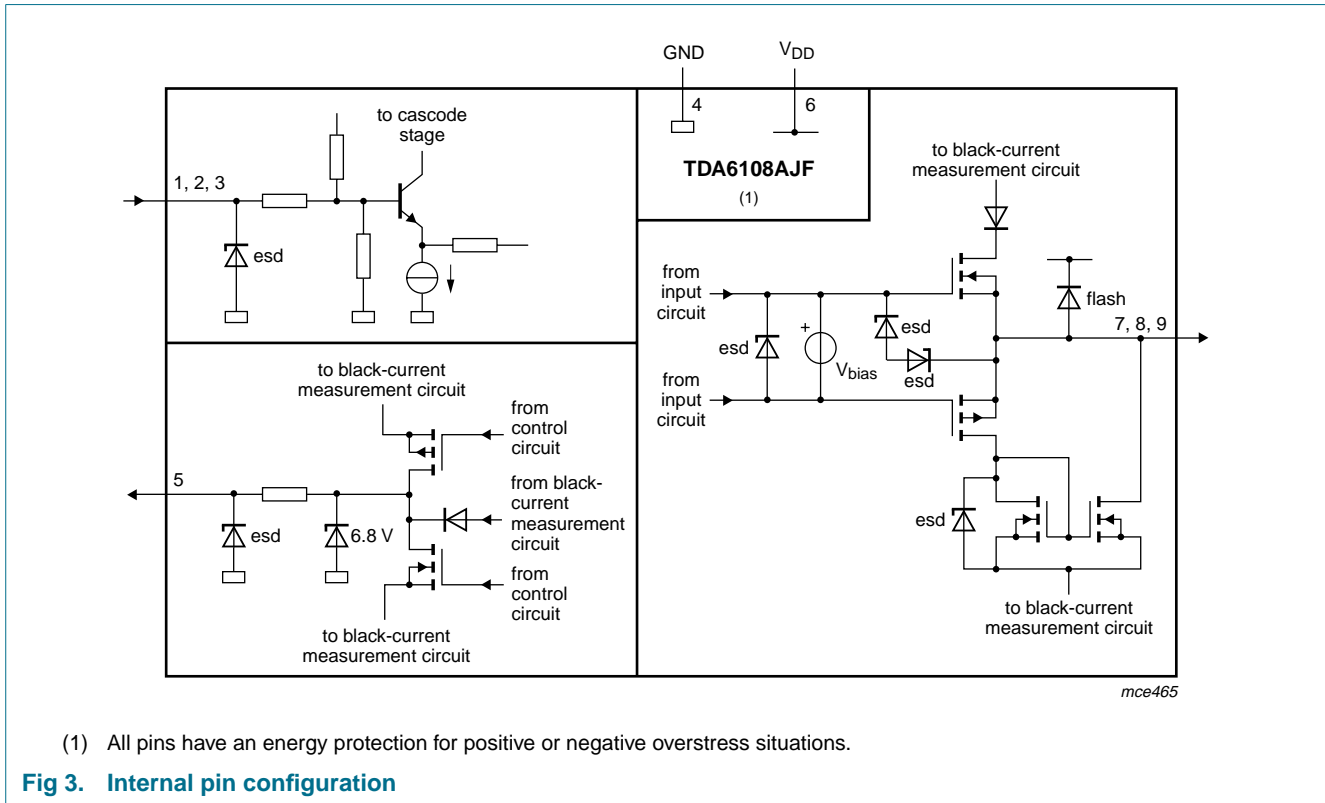 GND
VDD
4
6
TDA6108AJF
(1)
to cascode
stage
1, 2, 3
esd
to black-current
measurement circuit
from
input
circuit
esd
+
Vbias
esd
esd
flash
7, 8, 9
from
input
circuit
esd
to black-current
measurement circuit
to black-current
measurement circuit
from
control
circuit
5
from black-
current
measurement
circuit
esd
6.8 V
from
control
circuit
to black-current
measurement circuit
mce465
(1) All pins have an energy protection for positive or negative overstress situations.
Fig 3. Internal pin configuration